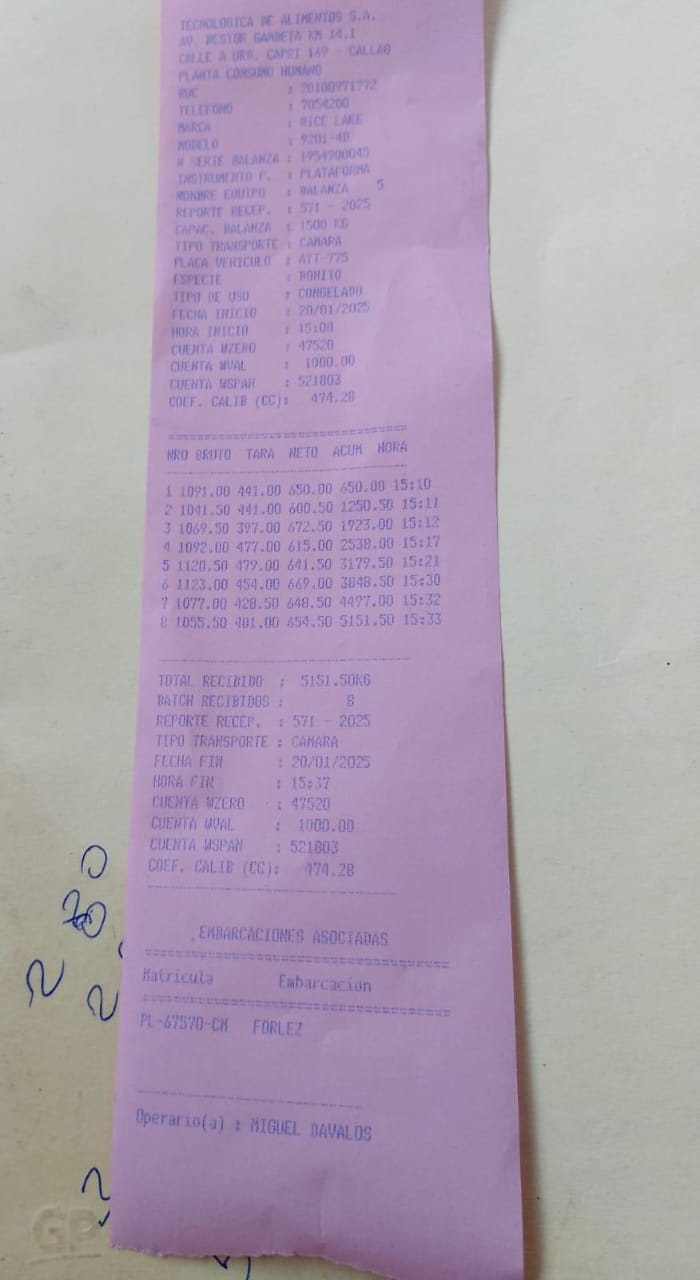 TECNOLOGICA DE ALIMENTOS S.A.
AV. NESTOR GAMBETA KM 14.1
CALLE A URB. CAPRI 149 - CALLAO
PLANTA CONSUMO HUMANO
RUC : 20100971772
TELEFONO : 7054200
MARCA : RICE LAKE
MODELO : 920i-4B
N SERIE BALANZA : 1954900045
INSTRUMENTO F. : PLATAFORMA
NOMBRE EQUIPO : BALANZA 5
REPORTE RECEP. : 571 - 2025
CAPAC. BALANZA : 1500 KG
TIPO TRANSPORTE : CAMARA
PLACA VEHICULO : ATT-775
ESPECIE : BONITO
TIPO DE USO : CONGELADO
FECHA INICIO : 20/01/2025
HORA INICIO : 15:00
CUENTA WZERO : 47520
CUENTA WVAL : 1000.00
CUENTA WSPAN : 521803
COEF. CALIB (CC): 474.28
NRO BRUTO TARA NETO ACUM HORA
1 1091.00 441.00 650.00 650.00 15:10
2 1041.50 441.00 600.50 1250.50 15:11
3 1069.50 397.00 672.50 1923.00 15:12
4 1092.00 477.00 615.00 2538.00 15:17
5 1120.50 479.00 641.50 3179.50 15:21
6 1123.00 454.00 669.00 3848.50 15:30
7 1077.00 428.50 648.50 4497.00 15:32
8 1055.50 401.00 654.50 5151.50 15:33
TOTAL RECIBIDO : 5151.50KG
BATCH RECIBIDOS : 8
REPORTE RECEP. : 571 - 2025
TIPO TRANSPORTE : CAMARA
FECHA FIN : 20/01/2025
HORA FIN : 15:37
CUENTA WZERO : 47520
CUENTA WVAL : 1000.00
CUENTA WSPAN : 521803
COEF. CALIB (CC): 474.28
EMBARCACIONES ASOCIADAS
Matricula Embarcacion
PL-67570-CM FORLEZ
Operario(a) : MIGUEL DAVALOS
GP